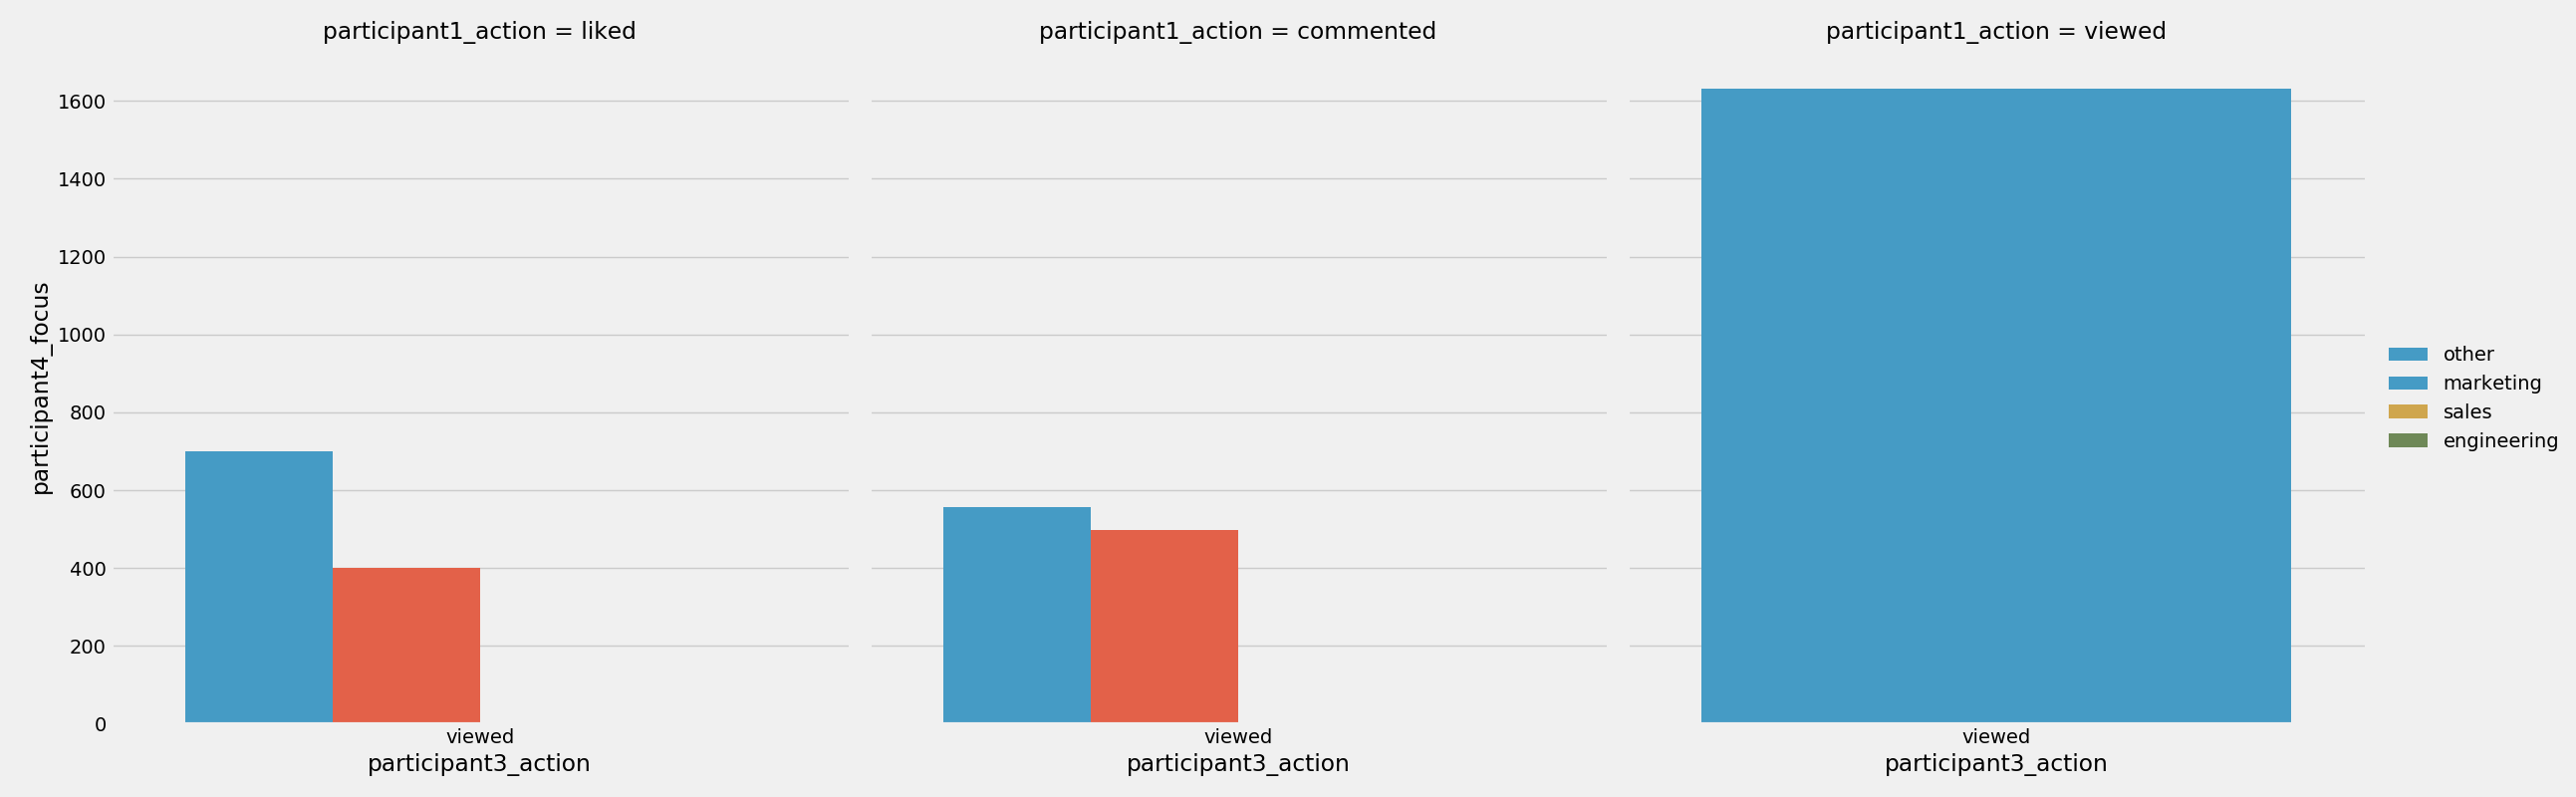 participant1_action = liked
participant1_action = commented
participant1_action = viewed
participant4_focus
1600
1400
1200
1000
800
600
400
200
0
viewed
viewed
viewed
participant3_action
participant3_action
participant3_action
other
marketing
sales
engineering